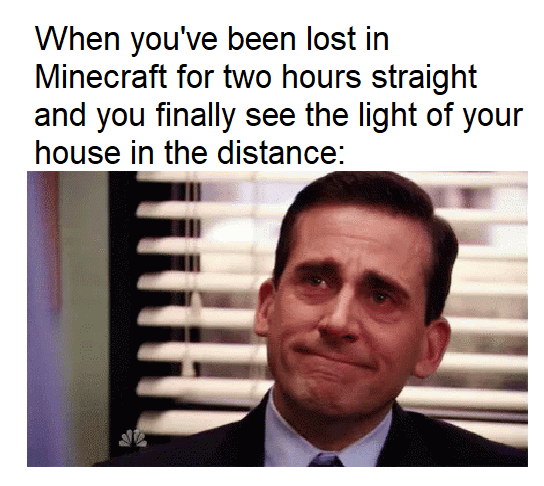 When you've been lost in
Minecraft for two hours straight
and you finally see the light of your
house in the distance: